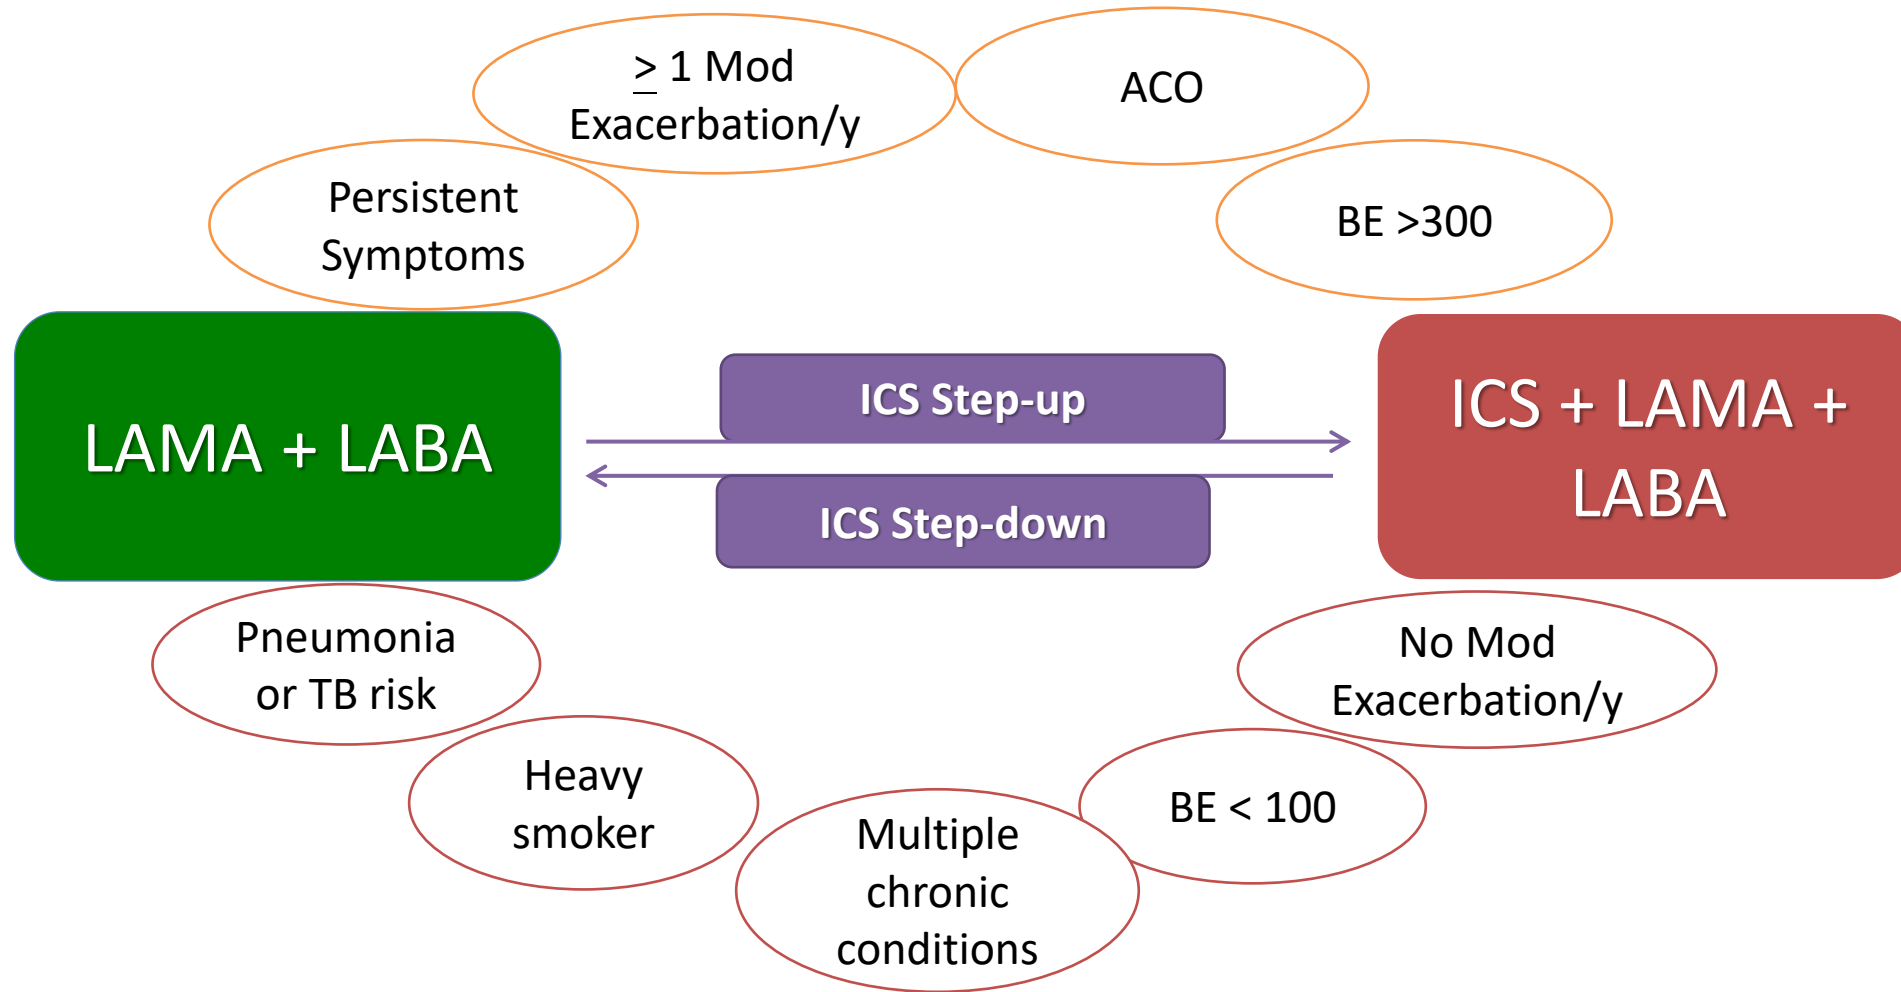 ≥ 1 Mod
Exacerbation/y
ACO
Persistent
Symptoms
BE >300
LAMA + LABA
ICS Step-up
ICS Step-down
ICS + LAMA +
LABA
Pneumonia
or TB risk
No Mod
Exacerbation/y
Heavy
smoker
BE < 100
Multiple
chronic
conditions